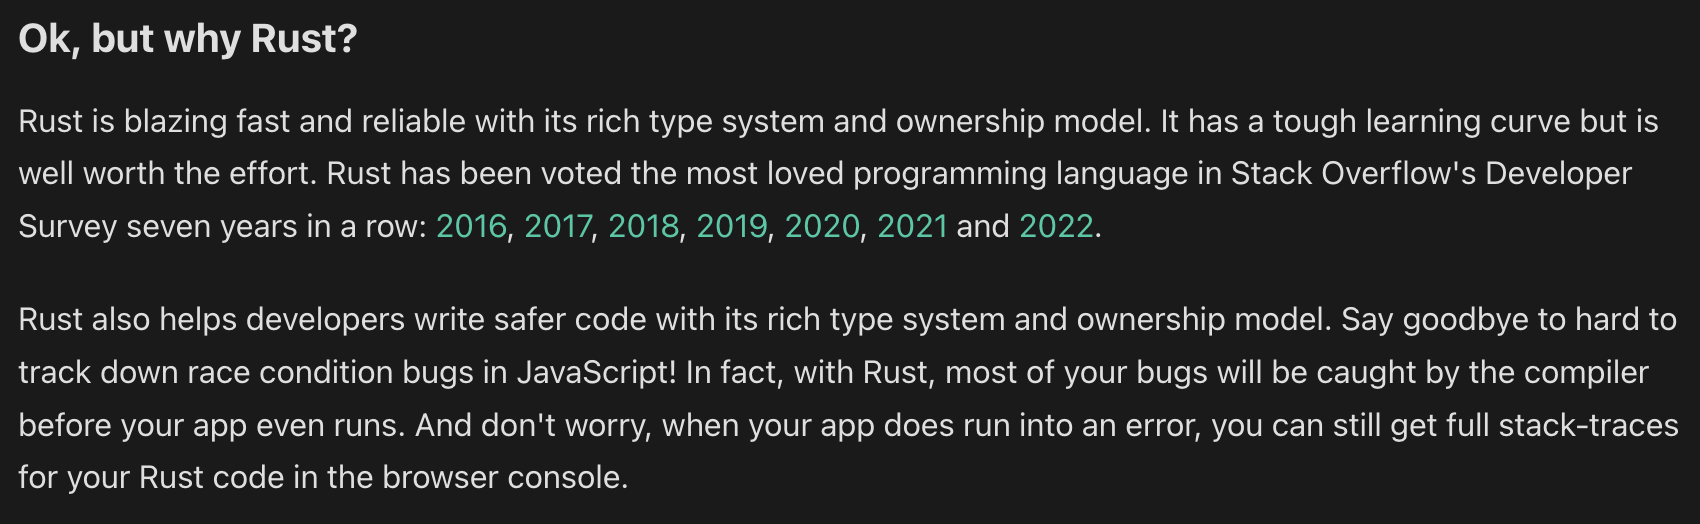 Ok, but why Rust?
Rust is blazing fast and reliable with its rich type system and ownership model. It has a tough learning curve but is
well worth the effort. Rust has been voted the most loved programming language in Stack Overflow's Developer
Survey seven years in a row: 2016, 2017, 2018, 2019, 2020, 2021 and 2022.
Rust also helps developers write safer code with its rich type system and ownership model. Say goodbye to hard to
track down race condition bugs in JavaScript! In fact, with Rust, most of your bugs will be caught by the compiler
before your app even runs. And don't worry, when your app does run into an error, you can still get full stack-traces
for your Rust code in the browser console.